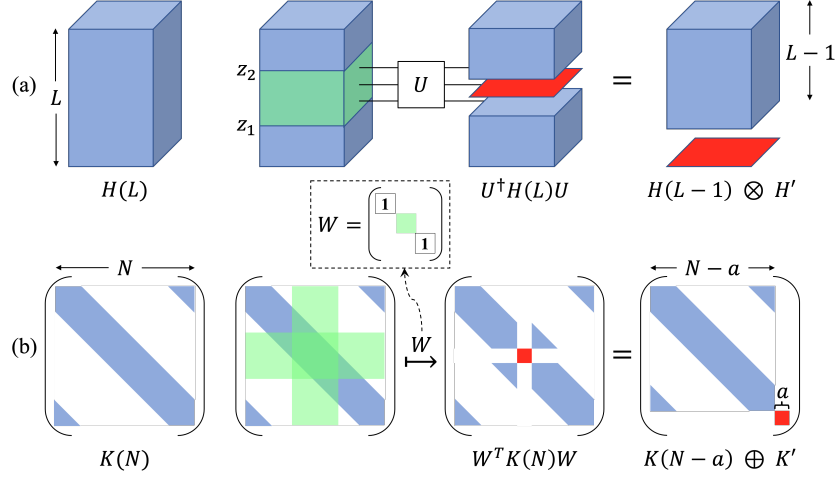 (a)
L
H(L)
z₂
z₁
U
U†H(L)U
=
L − 1
H(L − 1) ⊗ H′
W =
1
1
(b)
N
K(N)
W
WᵀK(N)W
=
N − a
a
K(N − a) ⊕ K′